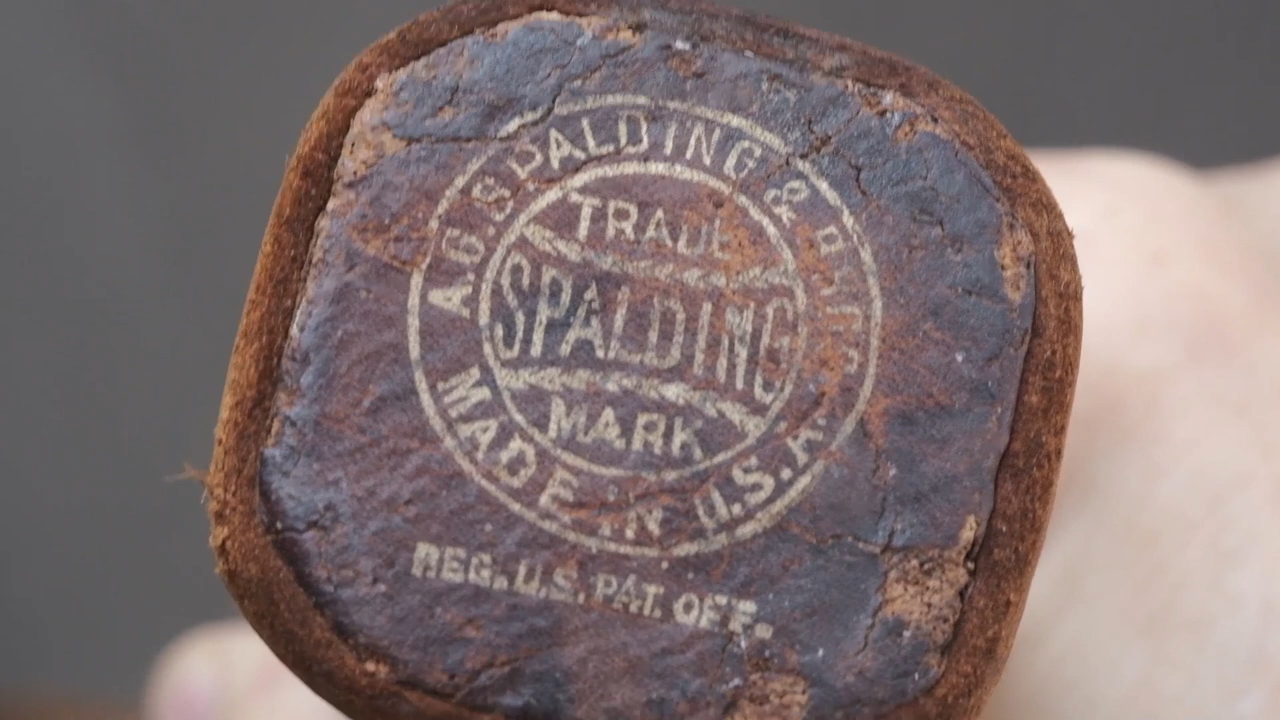 A.G. SPALDING & BROS.
TRADE
SPALDING
MARK
MADE IN U.S.A.
REG. U.S. PAT. OFF.